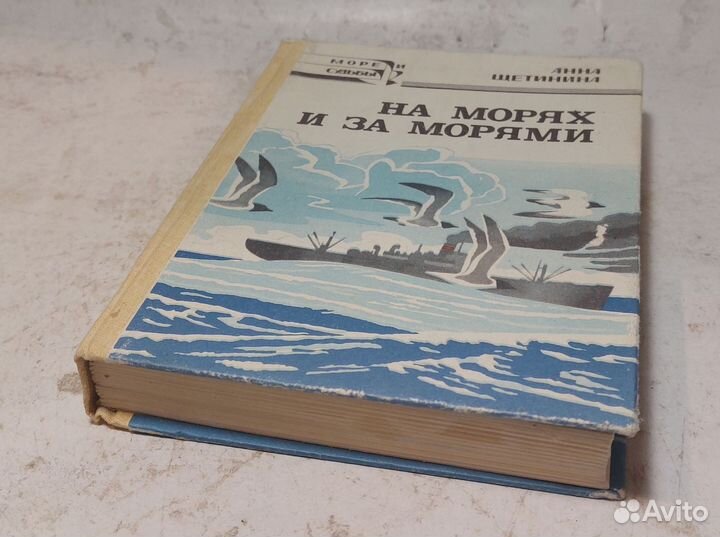 МОРЕ И
СУДЬБЫ
АННА
ЩЕТИНИНА
НА МОРЯХ
И ЗА МОРЯМИ
Avito